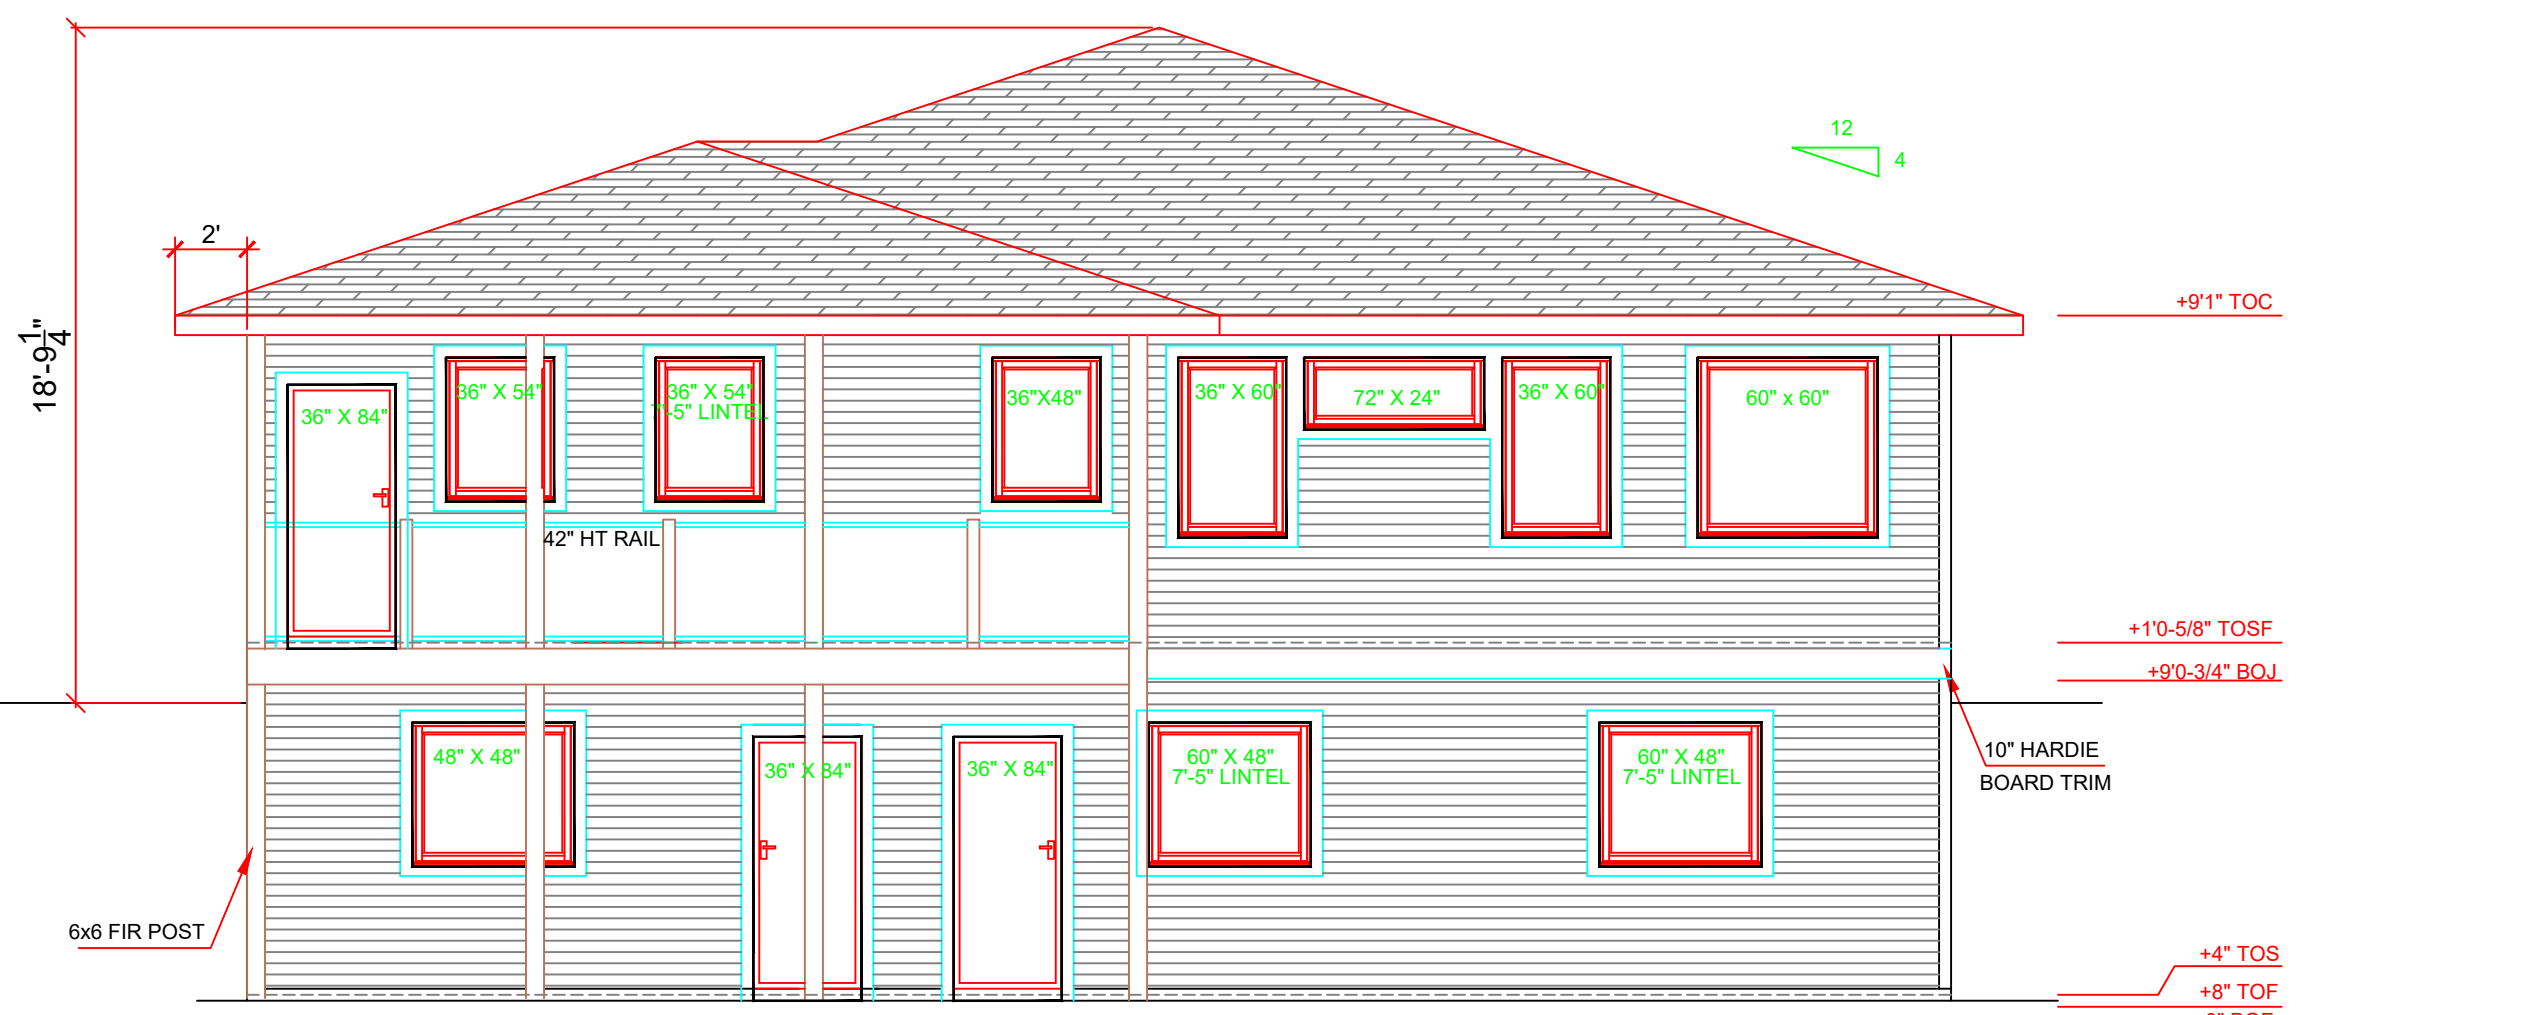 12
4
2'
18'-9 1/4"
+9'1" TOC
36" X 84"
36" X 54"
36" X 54"
7'-5" LINTEL
36"X48"
36" X 60"
72" X 24"
36" X 60"
60" x 60"
42" HT RAIL
+1'0-5/8" TOSF
+9'0-3/4" BOJ
48" X 48"
36" X 84"
36" X 84"
60" X 48"
7'-5" LINTEL
60" X 48"
7'-5" LINTEL
10" HARDIE
BOARD TRIM
6x6 FIR POST
+4" TOS
+8" TOF